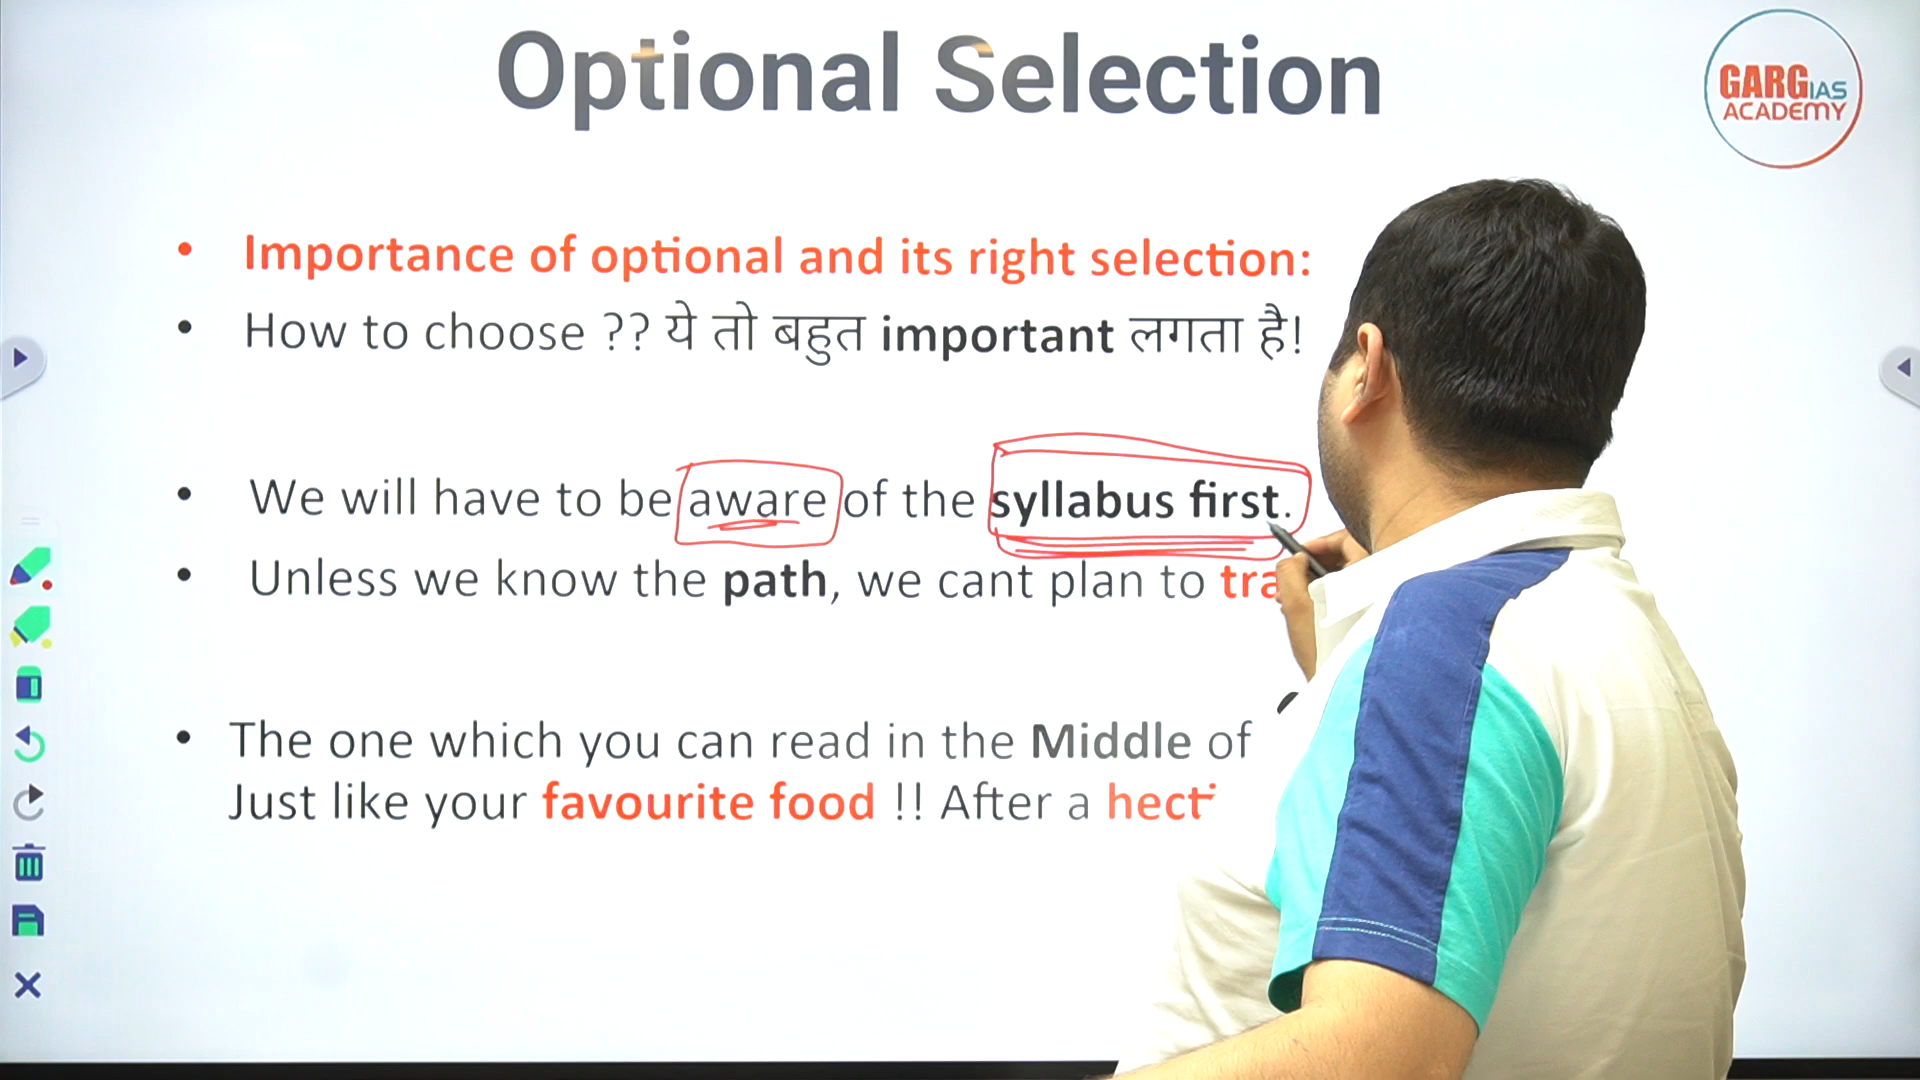 Optional Selection
GARG IAS
ACADEMY
• Importance of optional and its right selection:
• How to choose ?? ये तो बहुत important लगता है!
• We will have to be aware of the syllabus first.
• Unless we know the path, we cant plan to
• The one which you can read in the Middle of
Just like your favourite food !! After a